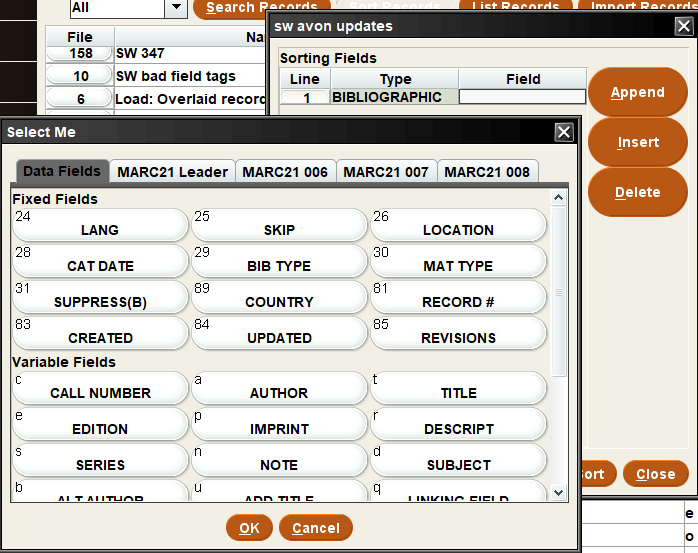 All
Search Records
Sort Records
List Records
Import Records
File
158 SW 347
10 SW bad field tags
6 Load: Overlaid record
sw avon updates
Sorting Fields
Line Type Field
1 BIBLIOGRAPHIC
Append
Insert
Delete
Close
Select Me
Data Fields MARC21 Leader MARC21 006 MARC21 007 MARC21 008
Fixed Fields
24 LANG 25 SKIP 26 LOCATION
28 CAT DATE 29 BIB TYPE 30 MAT TYPE
31 SUPPRESS(B) 89 COUNTRY 81 RECORD #
83 CREATED 84 UPDATED 85 REVISIONS
Variable Fields
c CALL NUMBER a AUTHOR t TITLE
e EDITION p IMPRINT r DESCRIPT
s SERIES n NOTE d SUBJECT
b ALT AUTHOR u ADD TITLE q LINKING FIELD
OK Cancel
e
o